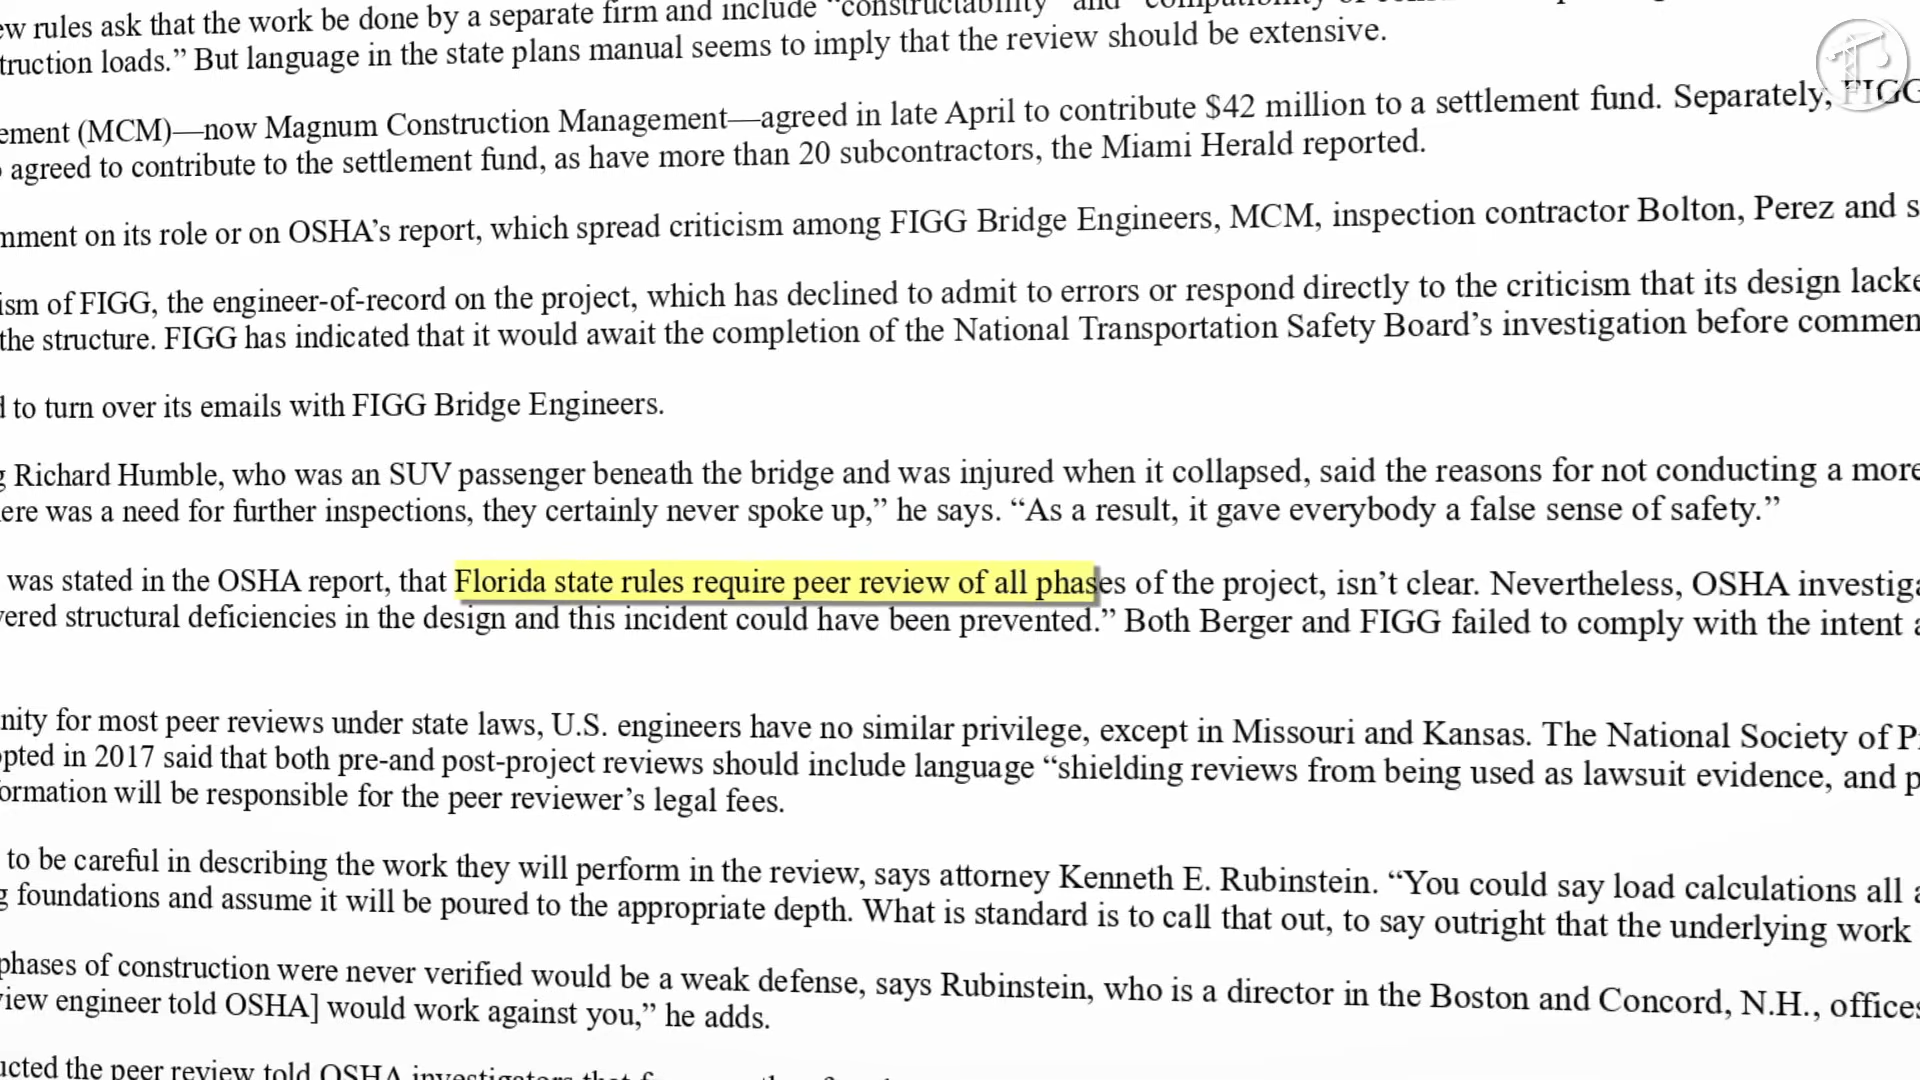 ew rules ask that the work be done by a separate firm and include “constructability” and
truction loads.” But language in the state plans manual seems to imply that the review should be extensive.
ement (MCM)—now Magnum Construction Management—agreed in late April to contribute $42 million to a settlement fund. Separately, FIGG
agreed to contribute to the settlement fund, as have more than 20 subcontractors, the Miami Herald reported.
mment on its role or on OSHA’s report, which spread criticism among FIGG Bridge Engineers, MCM, inspection contractor Bolton, Perez and s
ism of FIGG, the engineer-of-record on the project, which has declined to admit to errors or respond directly to the criticism that its design lacke
the structure. FIGG has indicated that it would await the completion of the National Transportation Safety Board’s investigation before commen
d to turn over its emails with FIGG Bridge Engineers.
g Richard Humble, who was an SUV passenger beneath the bridge and was injured when it collapsed, said the reasons for not conducting a more
ere was a need for further inspections, they certainly never spoke up,” he says. “As a result, it gave everybody a false sense of safety.”
was stated in the OSHA report, that Florida state rules require peer review of all phases of the project, isn’t clear. Nevertheless, OSHA investiga
ered structural deficiencies in the design and this incident could have been prevented.” Both Berger and FIGG failed to comply with the intent a
nity for most peer reviews under state laws, U.S. engineers have no similar privilege, except in Missouri and Kansas. The National Society of P
pted in 2017 said that both pre-and post-project reviews should include language “shielding reviews from being used as lawsuit evidence, and p
ormation will be responsible for the peer reviewer’s legal fees.
to be careful in describing the work they will perform in the review, says attorney Kenneth E. Rubinstein. “You could say load calculations all a
g foundations and assume it will be poured to the appropriate depth. What is standard is to call that out, to say outright that the underlying work
phases of construction were never verified would be a weak defense, says Rubinstein, who is a director in the Boston and Concord, N.H., offices
view engineer told OSHA] would work against you,” he adds.
ucted the peer review told OSHA investigators that